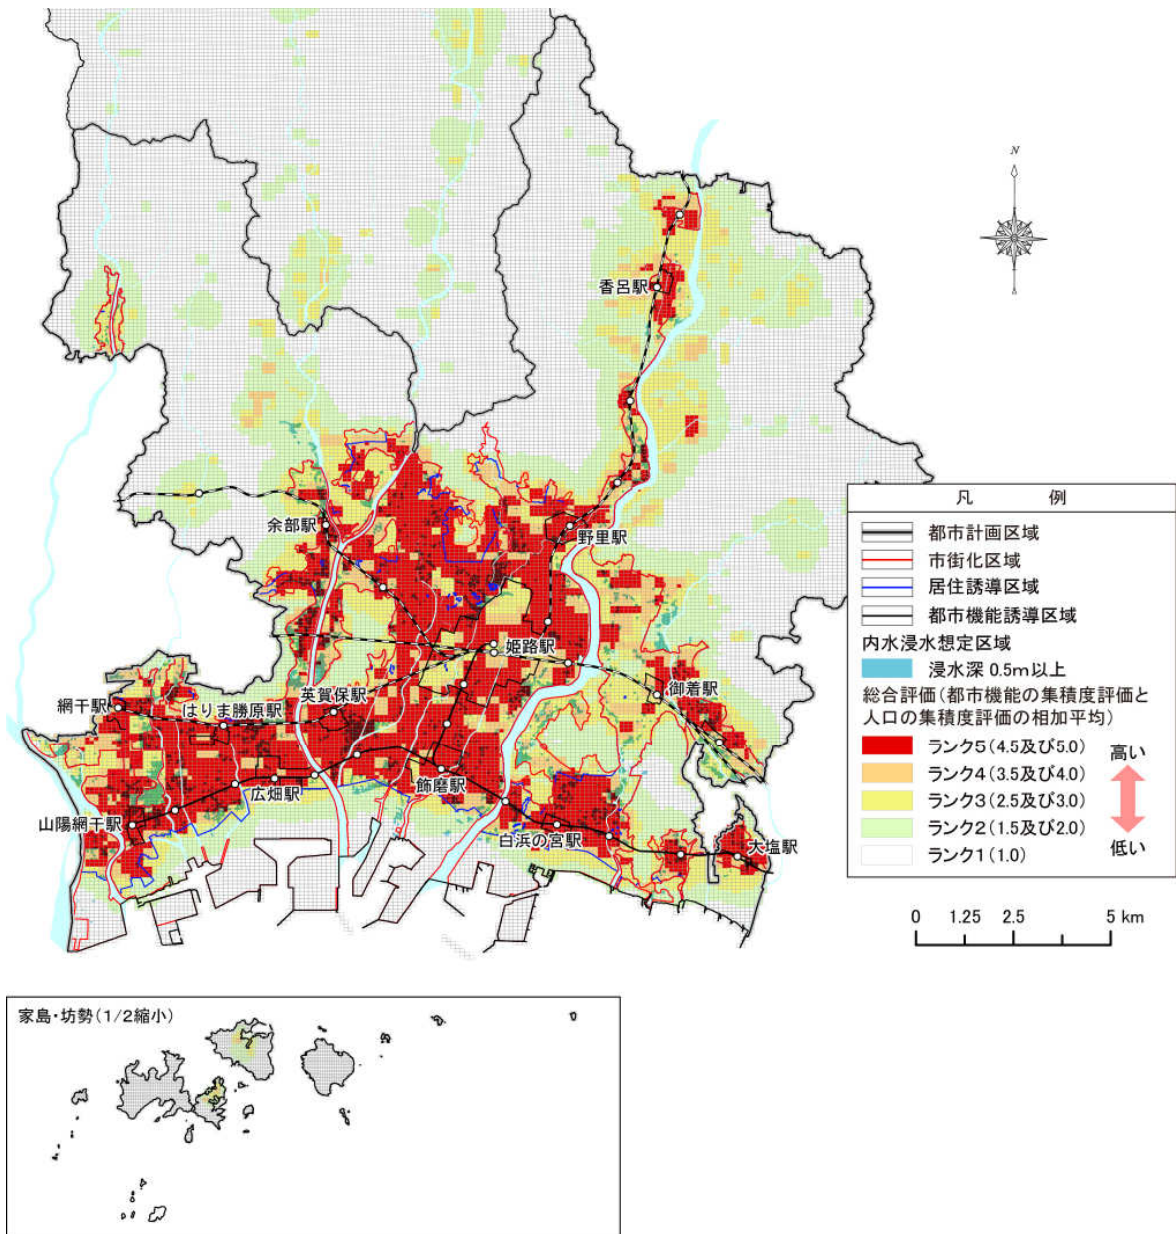 N
香呂駅
余部駅
野里駅
姫路駅
御着駅
英賀保駅
網干駅
はりま勝原駅
広畑駅
飾磨駅
山陽網干駅
白浜の宮駅
大塩駅
凡 例
都市計画区域
市街化区域
居住誘導区域
都市機能誘導区域
内水浸水想定区域
浸水深 0.5m以上
総合評価(都市機能の集積度評価と
人口の集積度評価の相加平均)
ランク5(4.5及び5.0)
ランク4(3.5及び4.0)
ランク3(2.5及び3.0)
ランク2(1.5及び2.0)
ランク1(1.0)
高い
低い
0 1.25 2.5 5 km
家島・坊勢(1/2縮小)